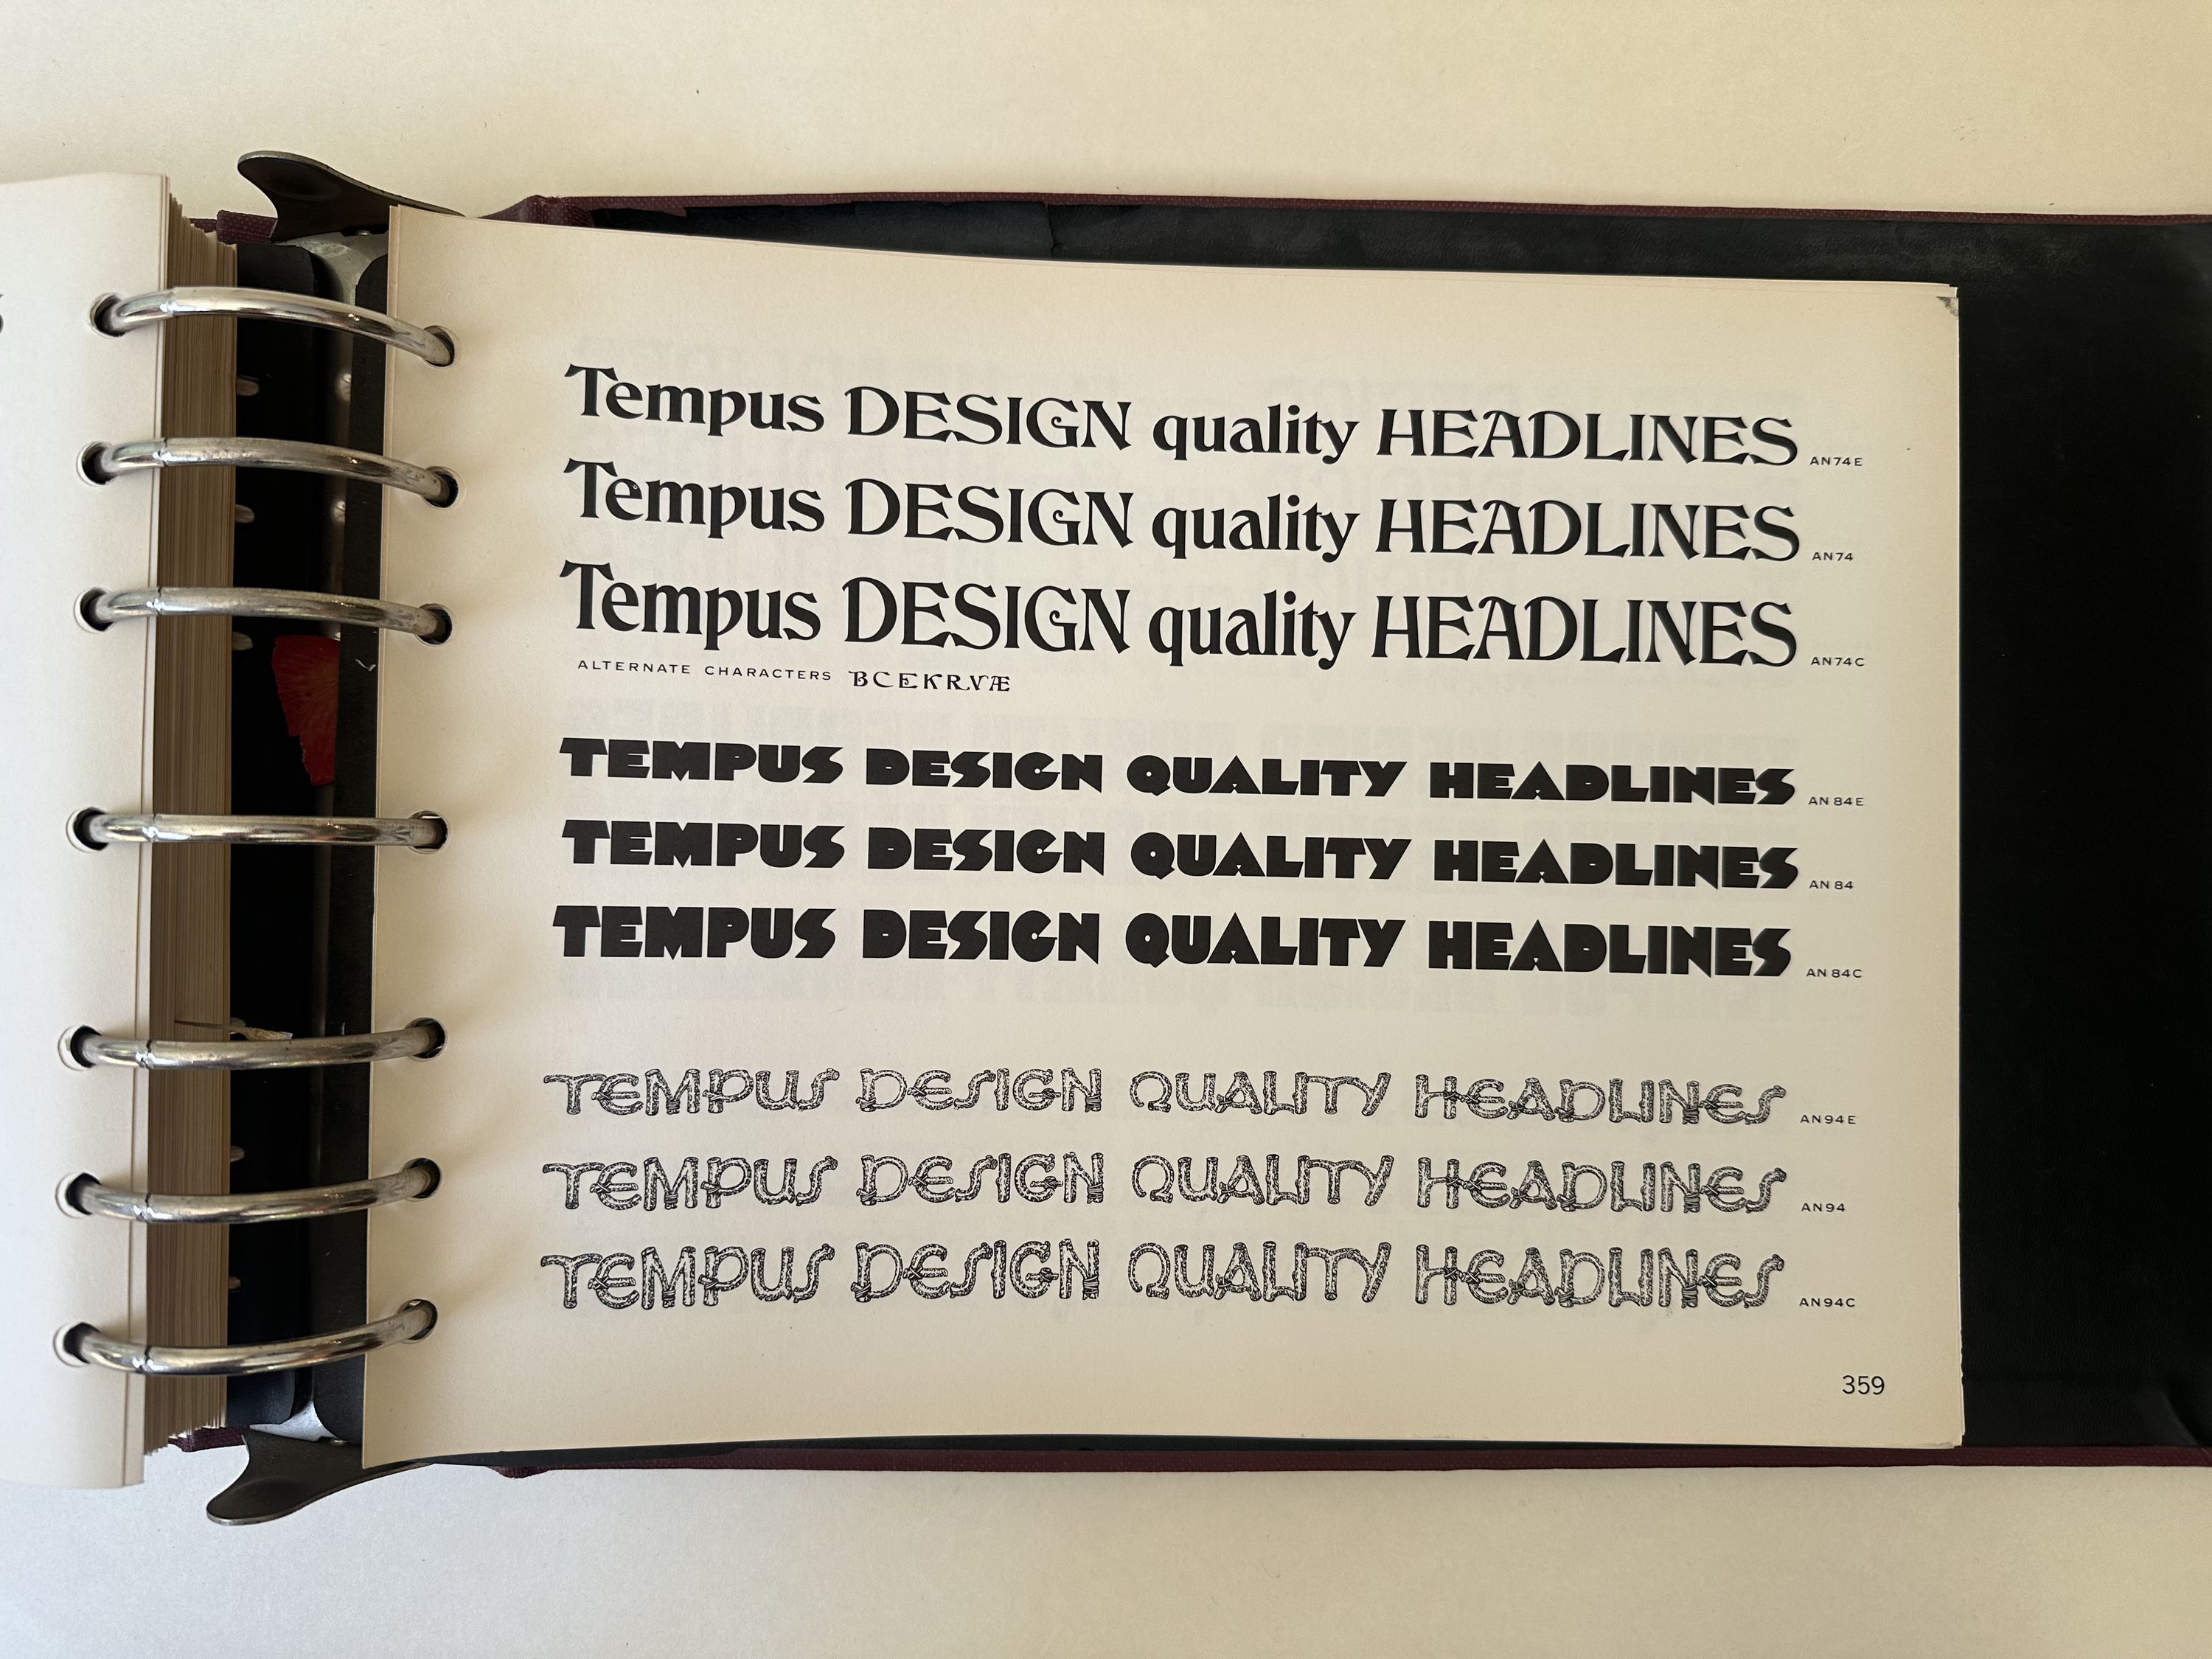 Tempus DESIGN quality HEADLINES AN74E
Tempus DESIGN quality HEADLINES AN74
Tempus DESIGN quality HEADLINES AN74C
ALTERNATE CHARACTERS BCEKRVÆ
TEMPUS DESIGN QUALITY HEADLINES AN 84E
TEMPUS DESIGN QUALITY HEADLINES AN 84
TEMPUS DESIGN QUALITY HEADLINES AN 84C
TEMPUS DESIGN QUALITY HEADLINES AN94E
TEMPUS DESIGN QUALITY HEADLINES AN94
TEMPUS DESIGN QUALITY HEADLINES AN94C
359